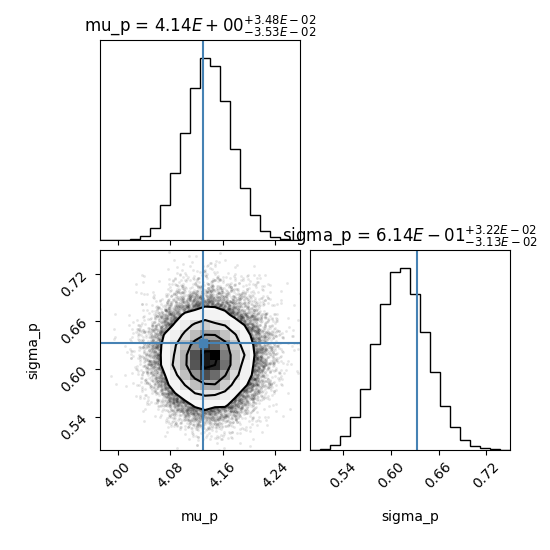 mu_p = 4.14E+00 +3.48E−02 −3.53E−02
sigma_p = 6.14E−01 +3.22E−02 −3.13E−02
0.72
0.66
0.60
0.54
sigma_p
4.00 4.08 4.16 4.24
mu_p
0.54 0.60 0.66 0.72
sigma_p